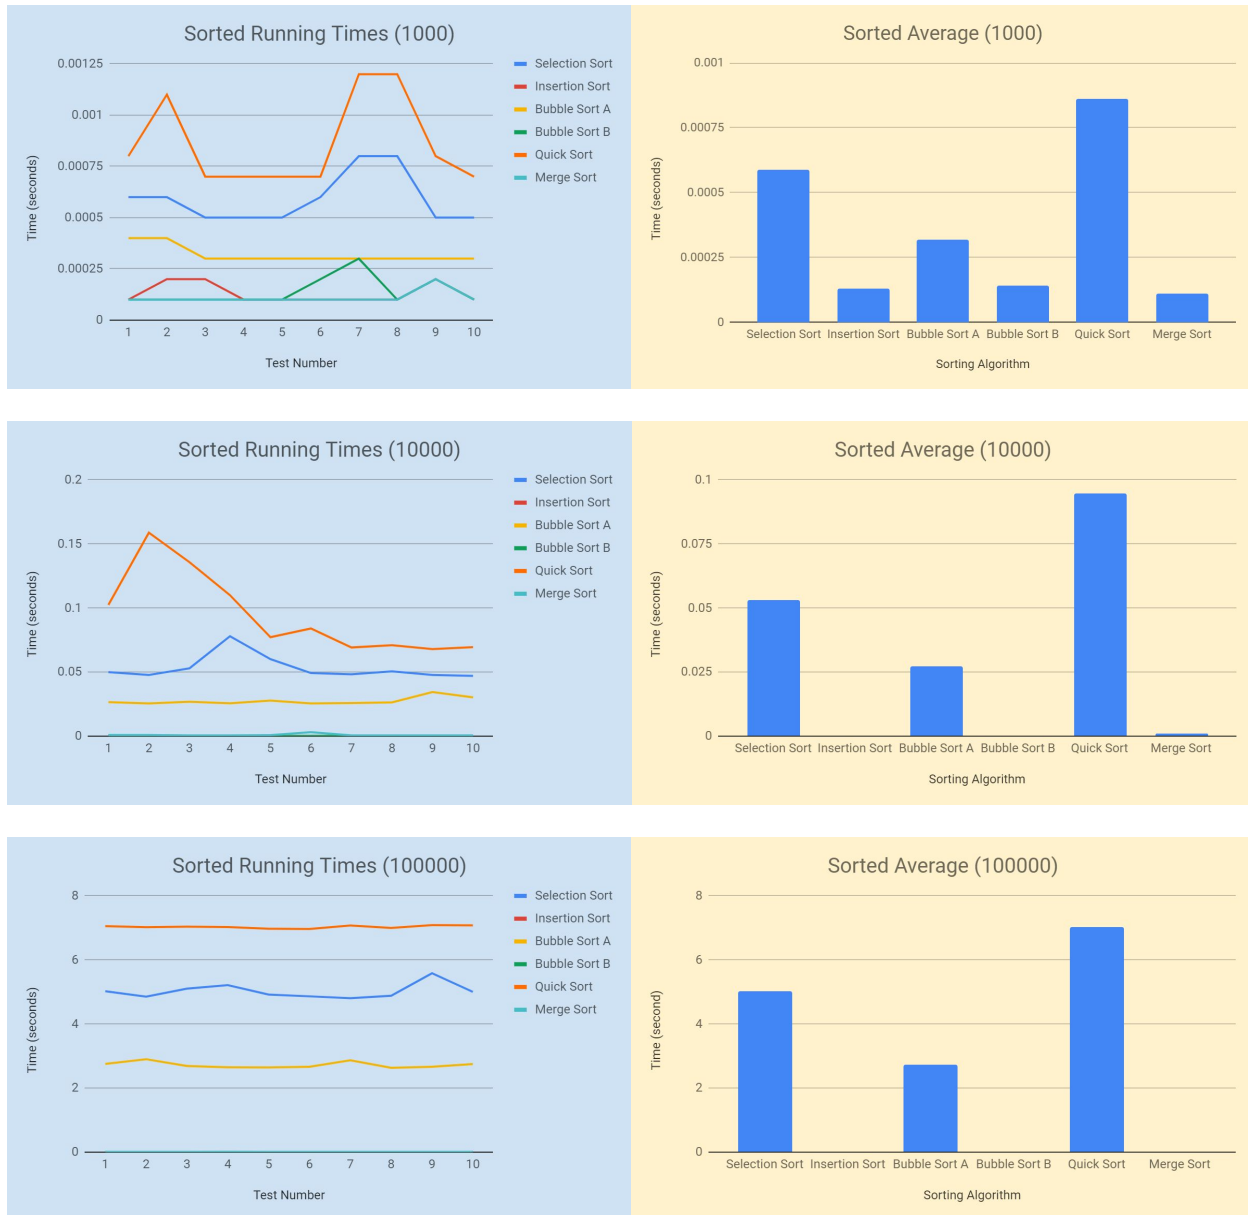 Sorted Running Times (1000)
Time (seconds)
0.00125
0.001
0.00075
0.0005
0.00025
0
1 2 3 4 5 6 7 8 9 10
Test Number
Selection Sort
Insertion Sort
Bubble Sort A
Bubble Sort B
Quick Sort
Merge Sort
Sorted Average (1000)
Time (seconds)
0.001
0.00075
0.0005
0.00025
0
Selection Sort Insertion Sort Bubble Sort A Bubble Sort B Quick Sort Merge Sort
Sorting Algorithm
Sorted Running Times (10000)
Time (seconds)
0.2
0.15
0.1
0.05
0
1 2 3 4 5 6 7 8 9 10
Test Number
Selection Sort
Insertion Sort
Bubble Sort A
Bubble Sort B
Quick Sort
Merge Sort
Sorted Average (10000)
Time (seconds)
0.1
0.075
0.05
0.025
0
Selection Sort Insertion Sort Bubble Sort A Bubble Sort B Quick Sort Merge Sort
Sorting Algorithm
Sorted Running Times (100000)
Time (seconds)
8
6
4
2
0
1 2 3 4 5 6 7 8 9 10
Test Number
Selection Sort
Insertion Sort
Bubble Sort A
Bubble Sort B
Quick Sort
Merge Sort
Sorted Average (100000)
Time (second)
8
6
4
2
0
Selection Sort Insertion Sort Bubble Sort A Bubble Sort B Quick Sort Merge Sort
Sorting Algorithm